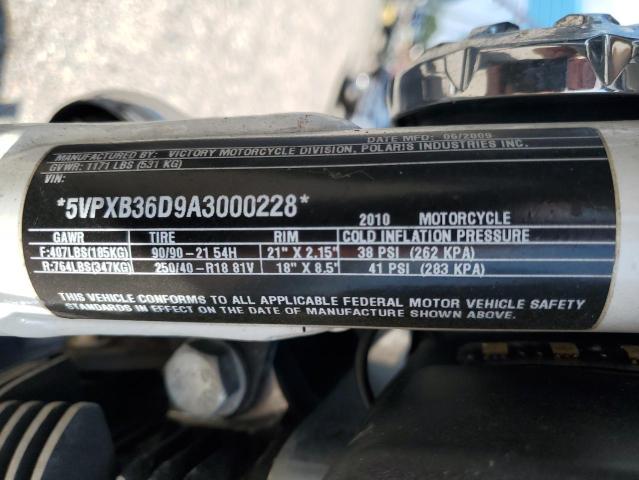 DATE MFD: 06/2009
MANUFACTURED BY: VICTORY MOTORCYCLE DIVISION, POLARIS INDUSTRIES INC.
GVWR: 1171 LBS (531 KG)
VIN:
*5VPXB36D9A3000228* 2010 MOTORCYCLE
GAWR TIRE RIM COLD INFLATION PRESSURE
F:407LBS(185KG) 90/90-21 54H 21" X 2.15" 38 PSI (262 KPA)
R:764LBS(347KG) 250/40-R18 81V 18" X 8.5" 41 PSI (283 KPA)
THIS VEHICLE CONFORMS TO ALL APPLICABLE FEDERAL MOTOR VEHICLE SAFETY
STANDARDS IN EFFECT ON THE DATE OF MANUFACTURE SHOWN ABOVE.